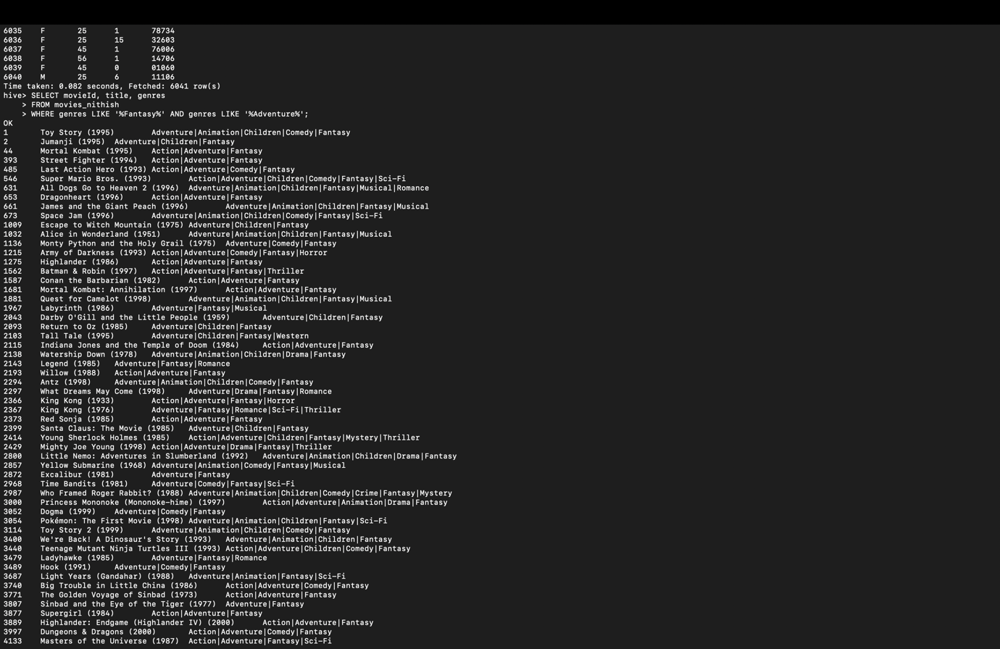 6035 F 25 1 78734
6036 F 25 15 32603
6037 F 45 1 76006
6038 F 56 1 14706
6039 F 45 0 01060
6040 M 25 6 11106
Time taken: 0.082 seconds, Fetched: 6041 row(s)
hive> SELECT movieId, title, genres
> FROM movies_nithish
> WHERE genres LIKE '%Fantasy%' AND genres LIKE '%Adventure%';
OK
1 Toy Story (1995) Adventure|Animation|Children|Comedy|Fantasy
2 Jumanji (1995) Adventure|Children|Fantasy
44 Mortal Kombat (1995) Action|Adventure|Fantasy
393 Street Fighter (1994) Action|Adventure|Fantasy
485 Last Action Hero (1993) Action|Adventure|Comedy|Fantasy
546 Super Mario Bros. (1993) Action|Adventure|Children|Comedy|Fantasy|Sci-Fi
631 All Dogs Go to Heaven 2 (1996) Adventure|Animation|Children|Fantasy|Musical|Romance
653 Dragonheart (1996) Action|Adventure|Fantasy
661 James and the Giant Peach (1996) Adventure|Animation|Children|Fantasy|Musical
673 Space Jam (1996) Adventure|Animation|Children|Comedy|Fantasy|Sci-Fi
1009 Escape to Witch Mountain (1975) Adventure|Children|Fantasy
1032 Alice in Wonderland (1951) Adventure|Animation|Children|Fantasy|Musical
1136 Monty Python and the Holy Grail (1975) Adventure|Comedy|Fantasy
1215 Army of Darkness (1993) Action|Adventure|Comedy|Fantasy|Horror
1275 Highlander (1986) Action|Adventure|Fantasy
1562 Batman & Robin (1997) Action|Adventure|Fantasy|Thriller
1587 Conan the Barbarian (1982) Action|Adventure|Fantasy
1681 Mortal Kombat: Annihilation (1997) Action|Adventure|Fantasy
1881 Quest for Camelot (1998) Adventure|Animation|Children|Fantasy|Musical
1967 Labyrinth (1986) Adventure|Fantasy|Musical
2043 Darby O'Gill and the Little People (1959) Adventure|Children|Fantasy
2093 Return to Oz (1985) Adventure|Children|Fantasy
2103 Tall Tale (1995) Adventure|Children|Fantasy|Western
2115 Indiana Jones and the Temple of Doom (1984) Action|Adventure|Fantasy
2138 Watership Down (1978) Adventure|Animation|Children|Drama|Fantasy
2143 Legend (1985) Adventure|Fantasy|Romance
2193 Willow (1988) Action|Adventure|Fantasy
2294 Antz (1998) Adventure|Animation|Children|Comedy|Fantasy
2297 What Dreams May Come (1998) Adventure|Drama|Fantasy|Romance
2366 King Kong (1933) Action|Adventure|Fantasy|Horror
2367 King Kong (1976) Adventure|Fantasy|Romance|Sci-Fi|Thriller
2373 Red Sonja (1985) Action|Adventure|Fantasy
2399 Santa Claus: The Movie (1985) Adventure|Children|Fantasy
2414 Young Sherlock Holmes (1985) Action|Adventure|Children|Fantasy|Mystery|Thriller
2429 Mighty Joe Young (1998) Action|Adventure|Drama|Fantasy|Thriller
2800 Little Nemo: Adventures in Slumberland (1992) Adventure|Animation|Children|Drama|Fantasy
2857 Yellow Submarine (1968) Adventure|Animation|Comedy|Fantasy|Musical
2872 Excalibur (1981) Adventure|Fantasy
2968 Time Bandits (1981) Adventure|Comedy|Fantasy|Sci-Fi
2987 Who Framed Roger Rabbit? (1988) Adventure|Animation|Children|Comedy|Crime|Fantasy|Mystery
3000 Princess Mononoke (Mononoke-hime) (1997) Action|Adventure|Animation|Drama|Fantasy
3052 Dogma (1999) Adventure|Comedy|Fantasy
3054 Pokémon: The First Movie (1998) Adventure|Animation|Children|Fantasy|Sci-Fi
3114 Toy Story 2 (1999) Adventure|Animation|Children|Comedy|Fantasy
3400 We're Back! A Dinosaur's Story (1993) Adventure|Animation|Children|Fantasy
3440 Teenage Mutant Ninja Turtles III (1993) Action|Adventure|Children|Comedy|Fantasy
3479 Ladyhawke (1985) Adventure|Fantasy|Romance
3489 Hook (1991) Adventure|Comedy|Fantasy
3687 Light Years (Gandahar) (1988) Adventure|Animation|Fantasy|Sci-Fi
3740 Big Trouble in Little China (1986) Action|Adventure|Comedy|Fantasy
3771 The Golden Voyage of Sinbad (1973) Action|Adventure|Fantasy
3807 Sinbad and the Eye of the Tiger (1977) Adventure|Fantasy
3877 Supergirl (1984) Action|Adventure|Fantasy
3889 Highlander: Endgame (Highlander IV) (2000) Action|Adventure|Fantasy
3997 Dungeons & Dragons (2000) Action|Adventure|Comedy|Fantasy
4133 Masters of the Universe (1987) Action|Adventure|Fantasy|Sci-Fi